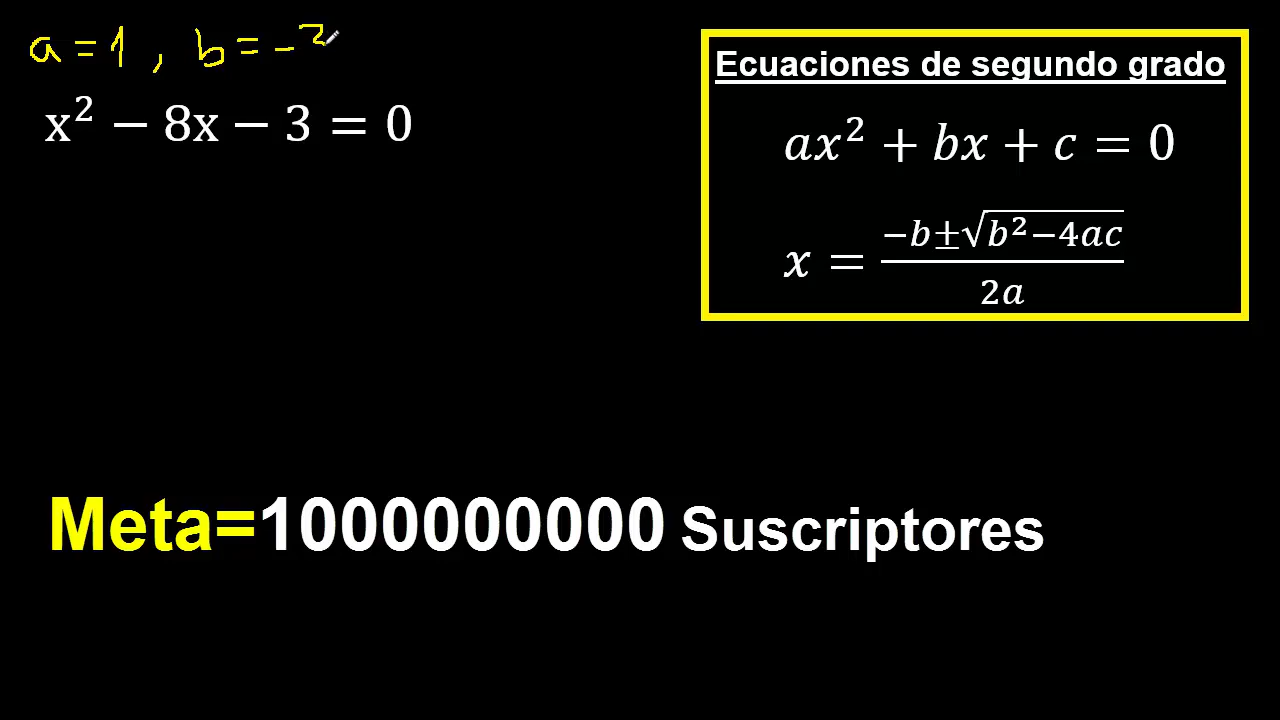 a = 1 , b = -
x² − 8x − 3 = 0
Ecuaciones de segundo grado
ax² + bx + c = 0
x = (−b±√(b²−4ac))/(2a)
Meta=1000000000 Suscriptores